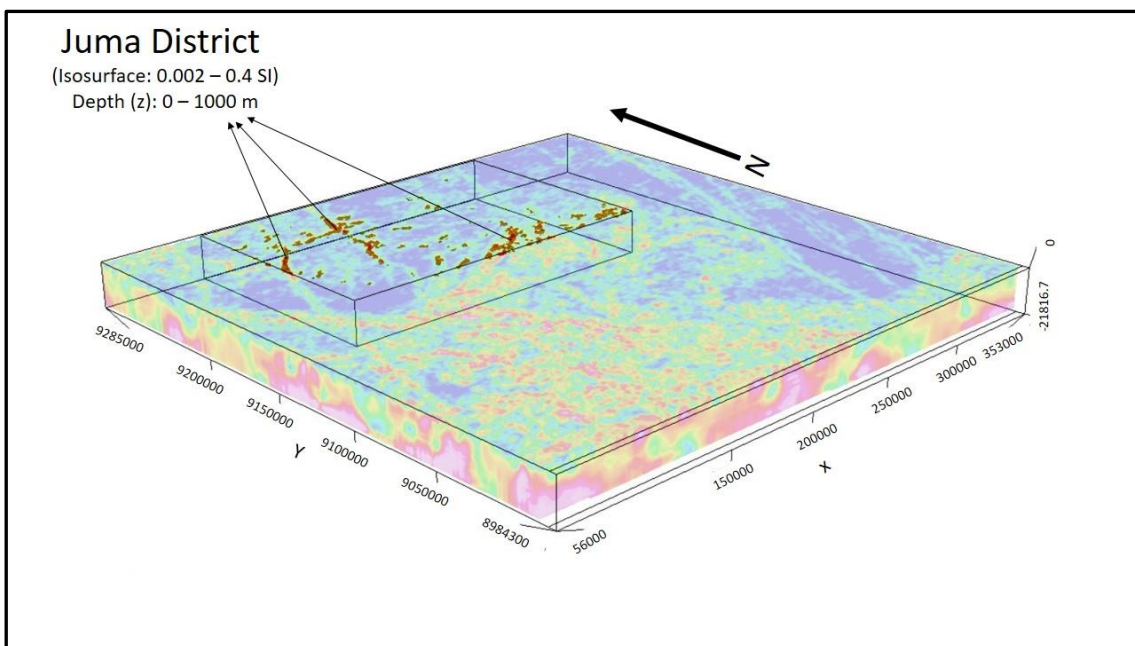 Juma District
(Isosurface: 0.002 – 0.4 SI)
Depth (z): 0 – 1000 m
N
0
-21816.7
353000
300000
250000
200000
x
150000
56000
9285000
9200000
9150000
Y
9100000
9050000
8984300